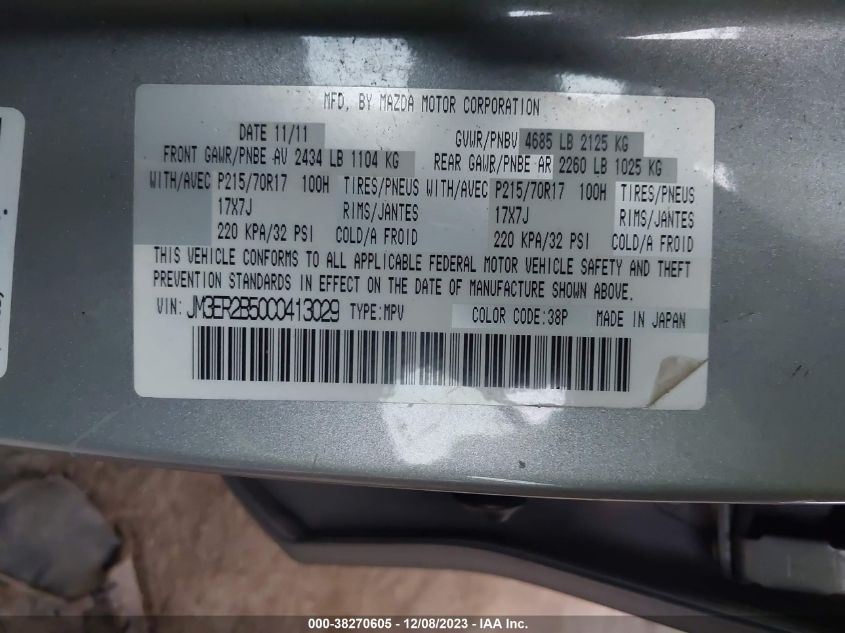 MFD. BY MAZDA MOTOR CORPORATION
DATE 11/11 GVWR/PNBV 4685 LB 2125 KG
FRONT GAWR/PNBE AV 2434 LB 1104 KG REAR GAWR/PNBE AR 2260 LB 1025 KG
WITH/AVEC P215/70R17 100H TIRES/PNEUS WITH/AVEC P215/70R17 100H TIRES/PNEUS
17X7J RIMS/JANTES 17X7J RIMS/JANTES
220 KPA/32 PSI COLD/A FROID 220 KPA/32 PSI COLD/A FROID
THIS VEHICLE CONFORMS TO ALL APPLICABLE FEDERAL MOTOR VEHICLE SAFETY AND THEFT
PREVENTION STANDARDS IN EFFECT ON THE DATE OF MANUFACTURE SHOWN ABOVE.
VIN: JM3ER2B50C0413029 TYPE:MPV COLOR CODE:38P MADE IN JAPAN
000-38270605 - 12/08/2023 - IAA Inc.